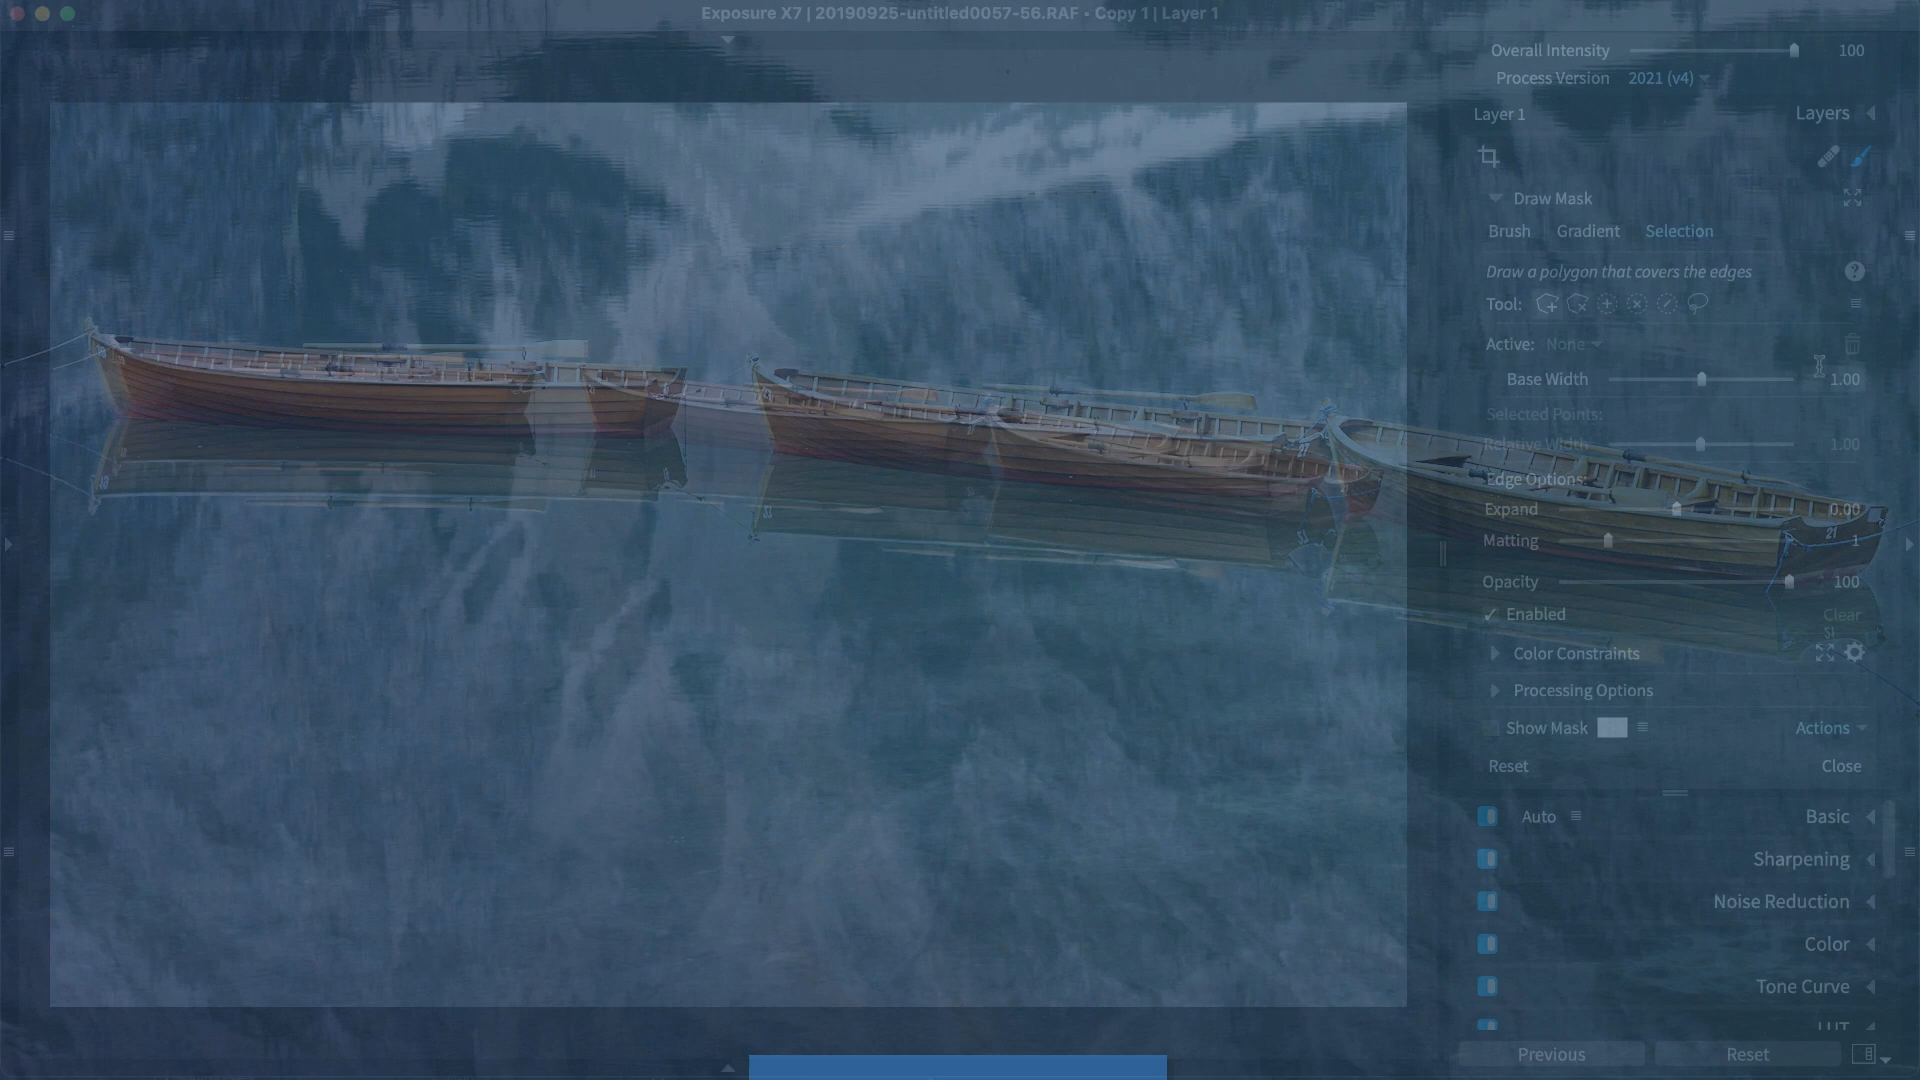 Exposure X7 | 20190925-untitled0057-56.RAF - Copy 1 | Layer 1
Overall Intensity 100
Process Version 2021 (v4)
Layer 1 Layers
Draw Mask
Brush Gradient Selection
Draw a polygon that covers the edges ?
Tool:
Active: None
Base Width 1.00
Selected Points:
Relative Width 1.00
Edge Options:
Expand 0.00
Matting 1
Opacity 100
✓ Enabled Clear
Color Constraints
Processing Options
Show Mask Actions
Reset Close
Auto Basic
Sharpening
Noise Reduction
Color
Tone Curve
LUT
Previous Reset
21